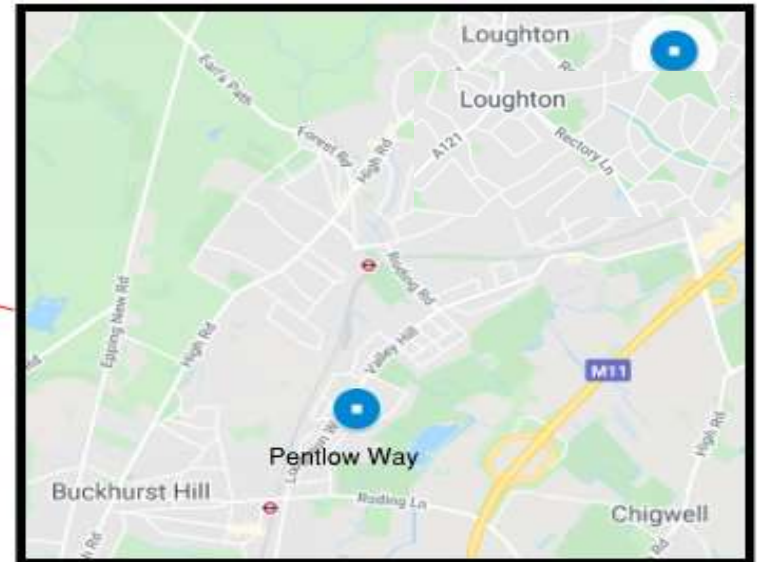 Loughton
Earl's Path
Loughton
Forest Rd
High Rd
A121
Rectory Ln
Roding Rd
Epping New Rd
High Rd
Valley Hill
M11
Pentlow Way
High Rd
Buckhurst Hill
Roding Ln
Chigwell
Rd